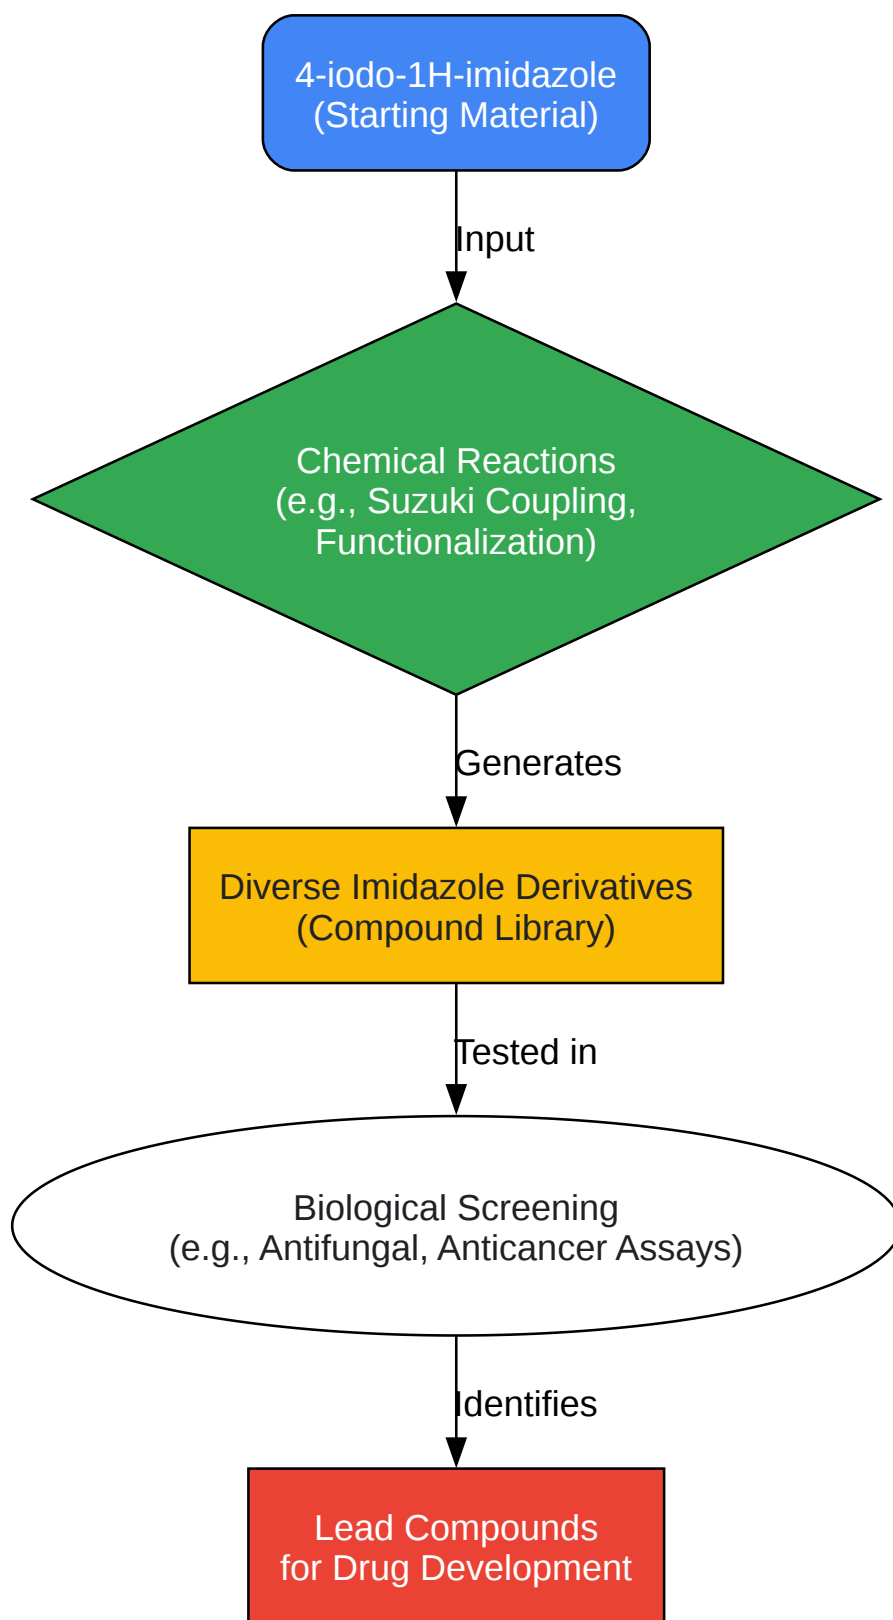 4-iodo-1H-imidazole
(Starting Material)
Input
Chemical Reactions
(e.g., Suzuki Coupling,
Functionalization)
Generates
Diverse Imidazole Derivatives
(Compound Library)
Tested in
Biological Screening
(e.g., Antifungal, Anticancer Assays)
Identifies
Lead Compounds
for Drug Development